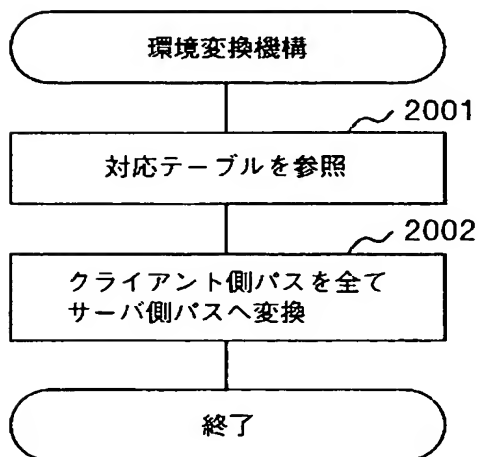 環境変換機構
2001
対応テーブルを参照
2002
クライアント側パスを全て
サーバ側パスへ変換
終了